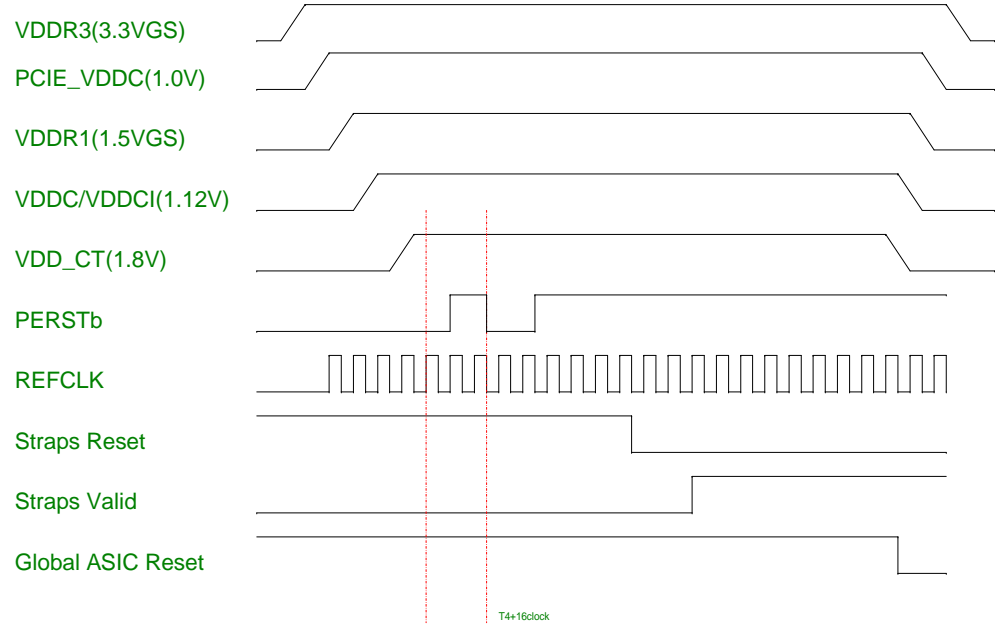 VDDR3(3.3VGS)
PCIE_VDDC(1.0V)
VDDR1(1.5VGS)
VDDC/VDDCI(1.12V)
VDD_CT(1.8V)
PERSTb
REFCLK
Straps Reset
Straps Valid
Global ASIC Reset
T4+16clock